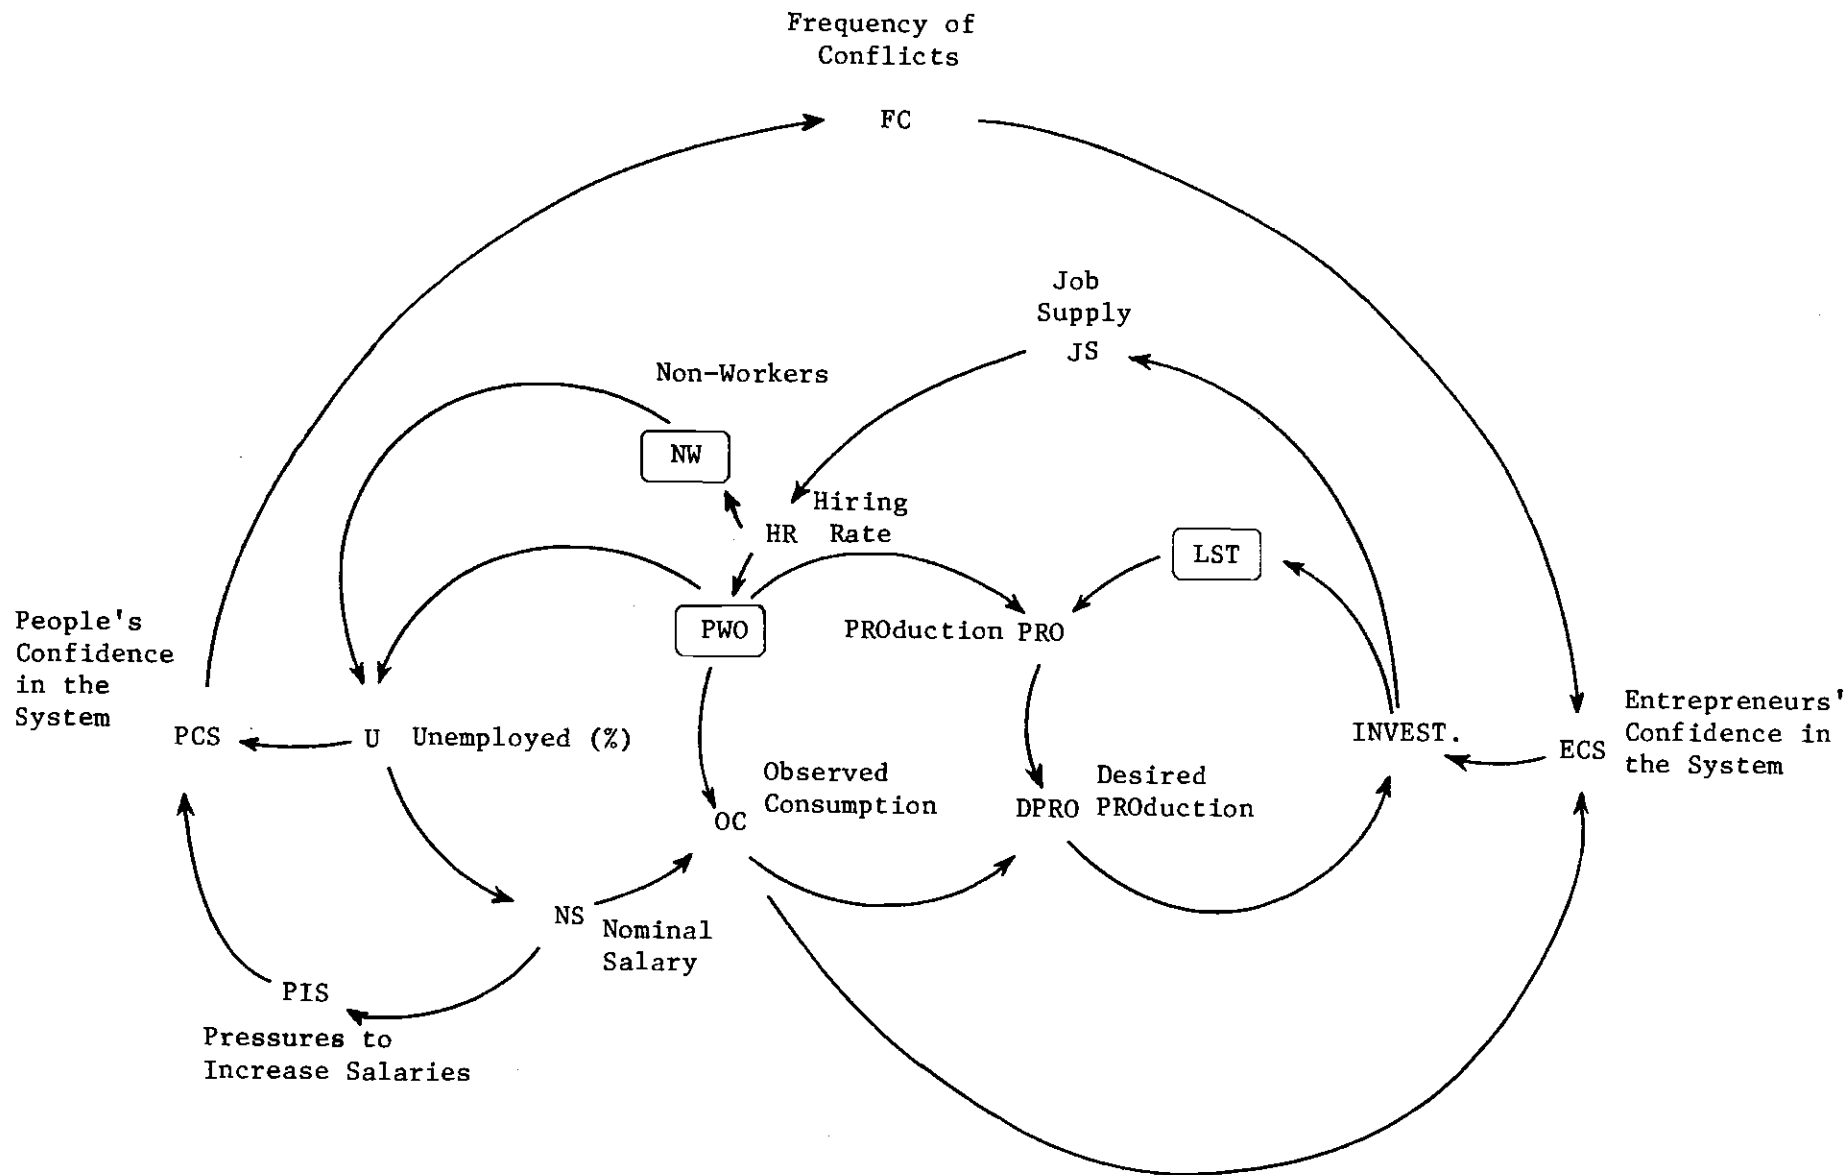 Frequency of
Conflicts
FC
Job
Supply
JS
Non-Workers
NW
Hiring
HR Rate
LST
People's
Confidence
in the
System
PWO
PROduction PRO
PCS
U Unemployed (%)
INVEST.
ECS
Entrepreneurs'
Confidence in
the System
Observed
Consumption
OC
Desired
DPRO PROduction
NS
Nominal
Salary
PIS
Pressures to
Increase Salaries